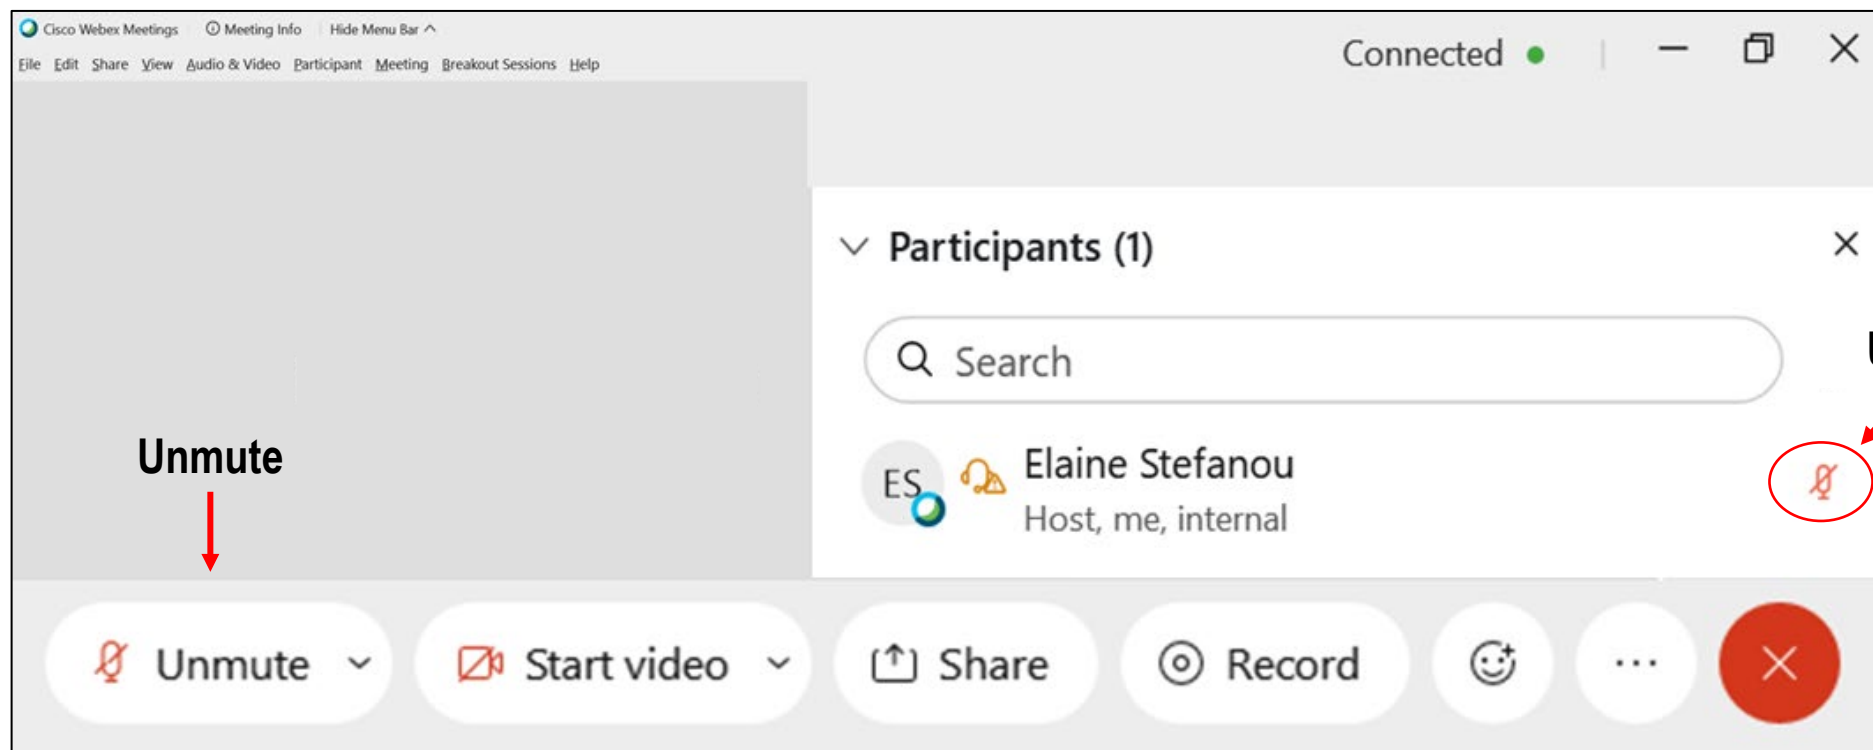 Cisco Webex Meetings Meeting Info Hide Menu Bar
File Edit Share View Audio & Video Participant Meeting Breakout Sessions Help
Connected
Participants (1)
Search
Unmute
ES Elaine Stefanou
Host, me, internal
Unmute Start video Share Record